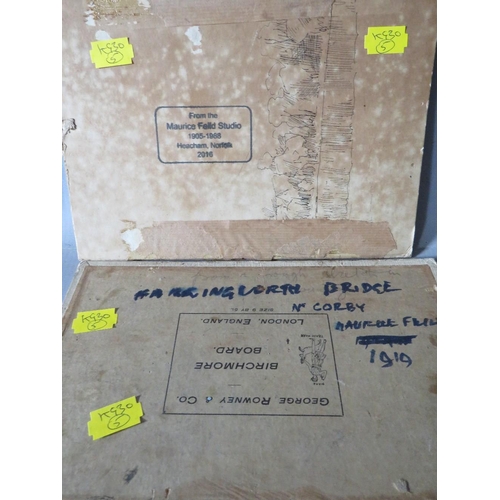 K530
5
K530
5
From the
Maurice Feild Studio
1905-1988
Heacham, Norfolk
2016
HARRINGWORTH BRIDGE
Nr CORBY
MAURICE FEILD
1919
K530
5
K530
5
GEORGE ROWNEY & CO.
BIRCHMORE
BOARD.
LONDON, ENGLAND.